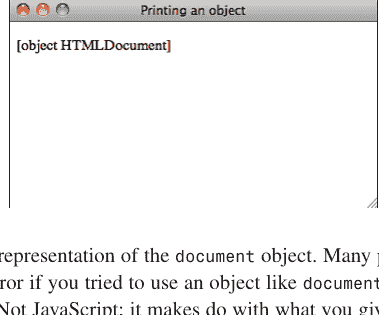 Printing an object
[object HTMLDocument]
representation of the document object. Many
ror if you tried to use an object like document
Not JavaScript; it makes do with what you